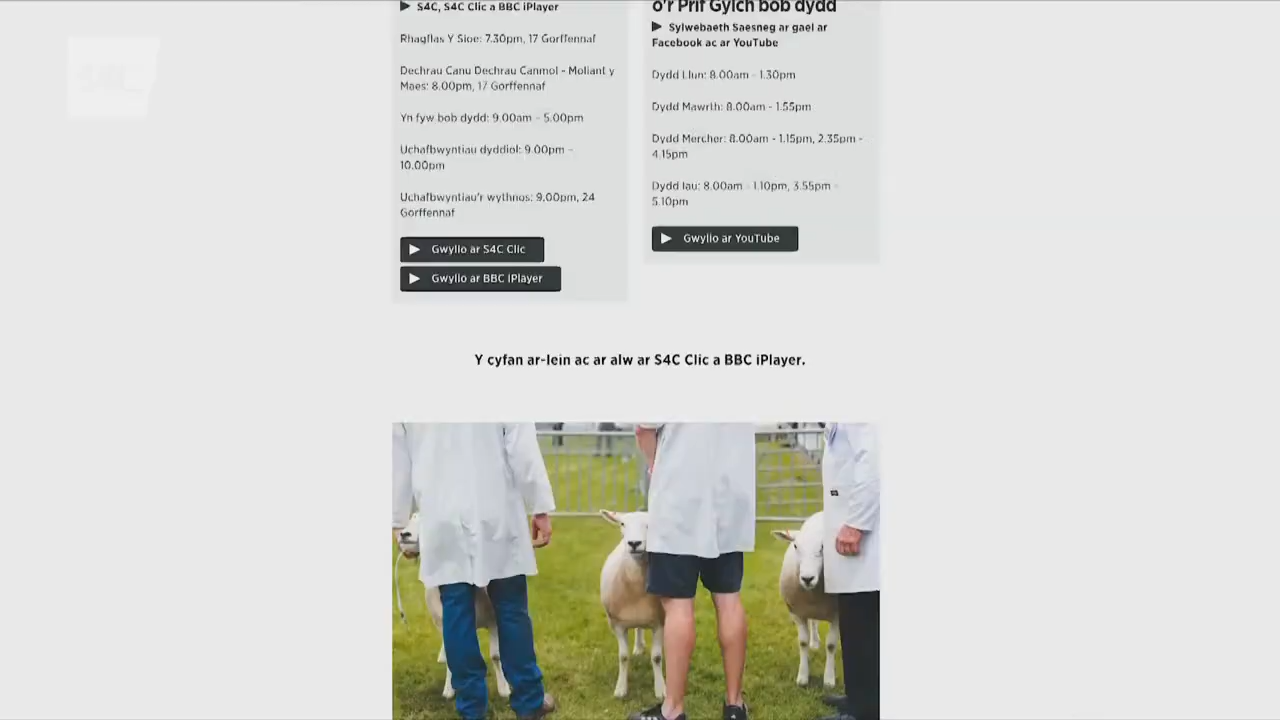 S4C, S4C Clic a BBC iPlayer
Rhaglas Y Sioe: 7.30pm, 17 Gorffennaf
Dechrau Canu Dechrau Canmol - Moliant y
Maes: 8.00pm, 17 Gorffennaf
Yn fyw bob dydd: 9.00am - 5.00pm
Uchafbwyntiau dyddiol: 9.00pm -
10.00pm
Uchafbwyntiau'r wythnos: 9.00pm, 24
Gorffennaf
Gwylio ar S4C Clic
Gwylio ar BBC iPlayer
o'r Prif Gylch bob dydd
Sylwebaeth Saesneg ar gael ar
Facebook ac ar YouTube
Dydd Llun: 8.00am - 1.30pm
Dydd Mawrth: 8.00am - 1.55pm
Dydd Mercher: 8.00am - 1.15pm, 2.35pm -
4.15pm
Dydd Iau: 8.00am - 1.10pm, 3.55pm -
5.10pm
Gwylio ar YouTube
Y cyfan ar-lein ac ar alw ar S4C Clic a BBC iPlayer.